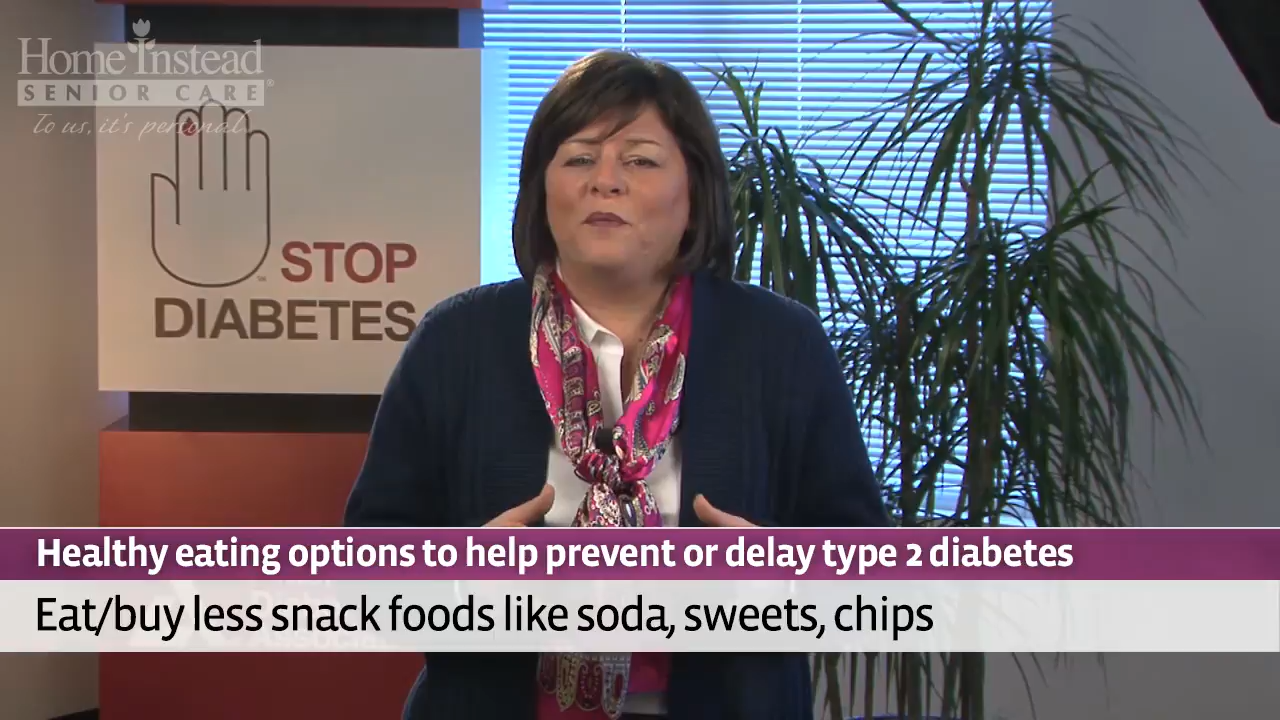 Home Instead
SENIOR CARE®
To us, it's personal
STOP
DIABETES
Healthy eating options to help prevent or delay type 2 diabetes
Eat/buy less snack foods like soda, sweets, chips